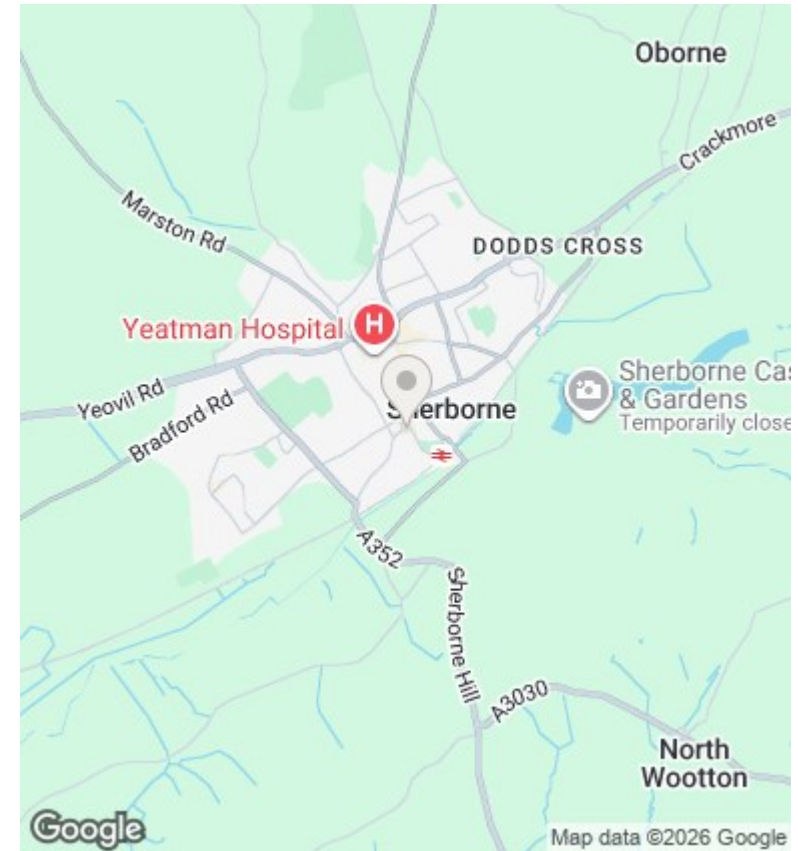 Oborne
Crackmore
Marston Rd
DODDS CROSS
Yeatman Hospital
H
Sherborne Cas
& Gardens
Temporarily close
Yeovil Rd
Sherborne
Bradford Rd
A352
Sherborne Hill
A3030
North
Wootton
Google
Map data ©2026 Google